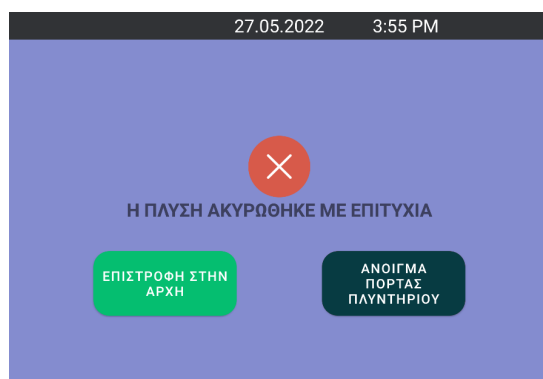 27.05.2022 3:55 PM
Η ΠΛΥΣΗ ΑΚΥΡΩΘΗΚΕ ΜΕ ΕΠΙΤΥΧΙΑ
ΕΠΙΣΤΡΟΦΗ ΣΤΗΝ
ΑΡΧΗ
ΑΝΟΙΓΜΑ
ΠΟΡΤΑΣ
ΠΛΥΝΤΗΡΙΟΥ